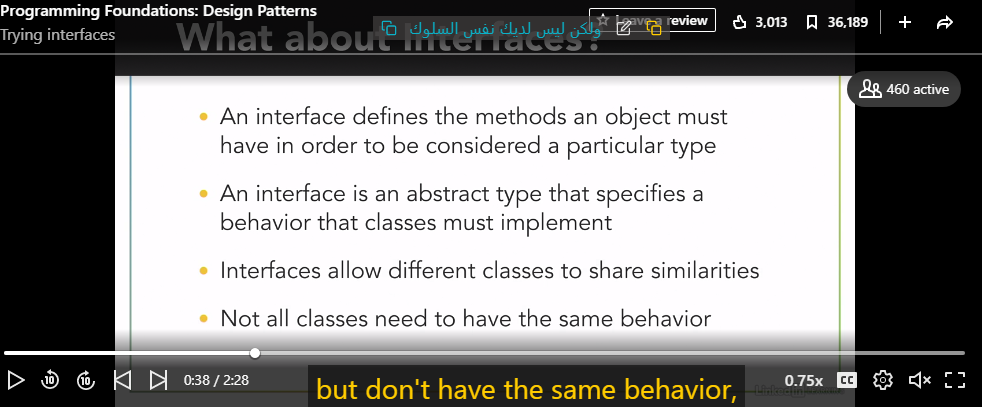 Programming Foundations: Design Patterns
Trying interfaces
Leave a review
3,013
36,189
What about interfaces?
ولكن ليس لديك نفس السلوك
460 active
An interface defines the methods an object must
have in order to be considered a particular type
An interface is an abstract type that specifies a
behavior that classes must implement
Interfaces allow different classes to share similarities
Not all classes need to have the same behavior
10
10
0:38 / 2:28
but don't have the same behavior,
0.75x
CC